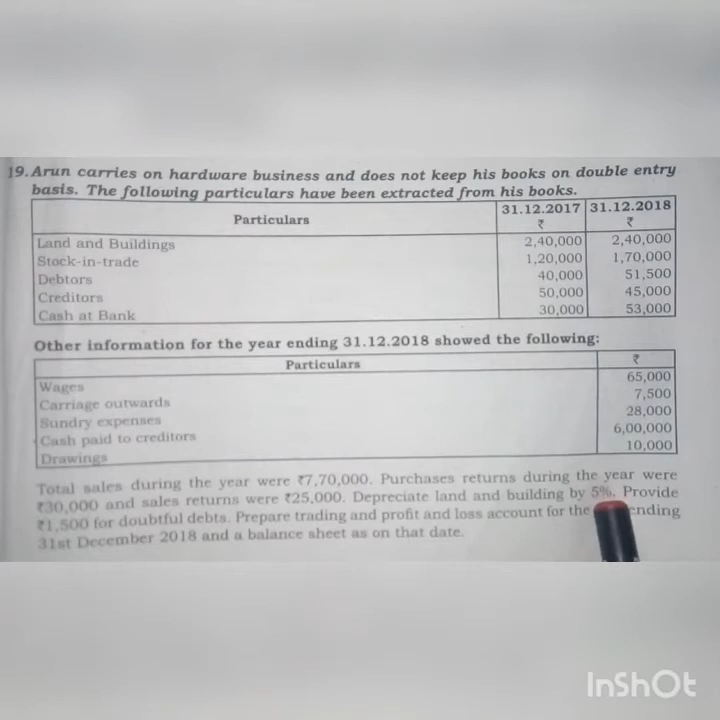 19. Arun carries on hardware business and does not keep his books on double entry
basis. The following particulars have been extracted from his books.
Particulars 31.12.2017 ₹ 31.12.2018 ₹
Land and Buildings 2,40,000 2,40,000
Stock-in-trade 1,20,000 1,70,000
Debtors 40,000 51,500
Creditors 50,000 45,000
Cash at Bank 30,000 53,000
Other information for the year ending 31.12.2018 showed the following:
Particulars ₹
Wages 65,000
Carriage outwards 7,500
Sundry expenses 28,000
Cash paid to creditors 6,00,000
Drawings 10,000
Total sales during the year were ₹7,70,000. Purchases returns during the year were
₹30,000 and sales returns were ₹25,000. Depreciate land and building by 5%. Provide
₹1,500 for doubtful debts. Prepare trading and profit and loss account for the ending
31st December 2018 and a balance sheet as on that date.
InShOt